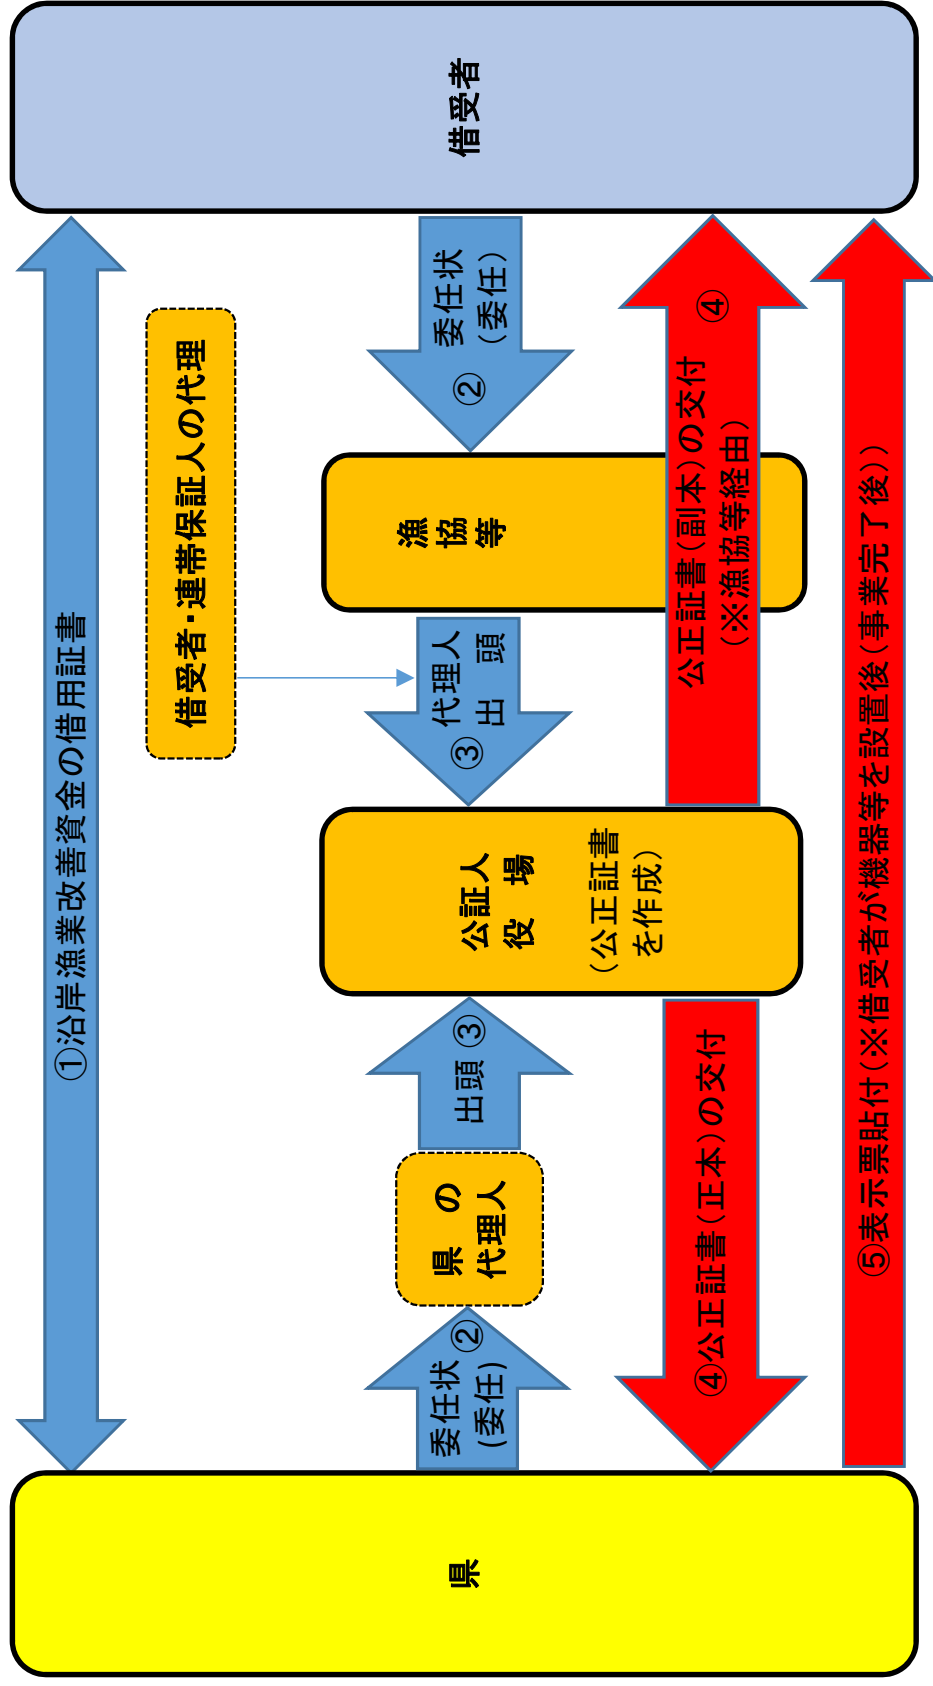 ①沿岸漁業改善資金の借用証書
借受者・連帯保証人の代理
県
委任状
(委任)
②
県の
代理人
出頭
③
公証人
役場
(公正証書
を作成)
代理人
出頭
③
漁
協
等
委任状
(委任)
②
借受者
④公正証書(正本)の交付
公正証書(副本)の交付
(※漁協等経由)
④
⑤表示票貼付(※借受者が機器等を設置後(事業完了後))